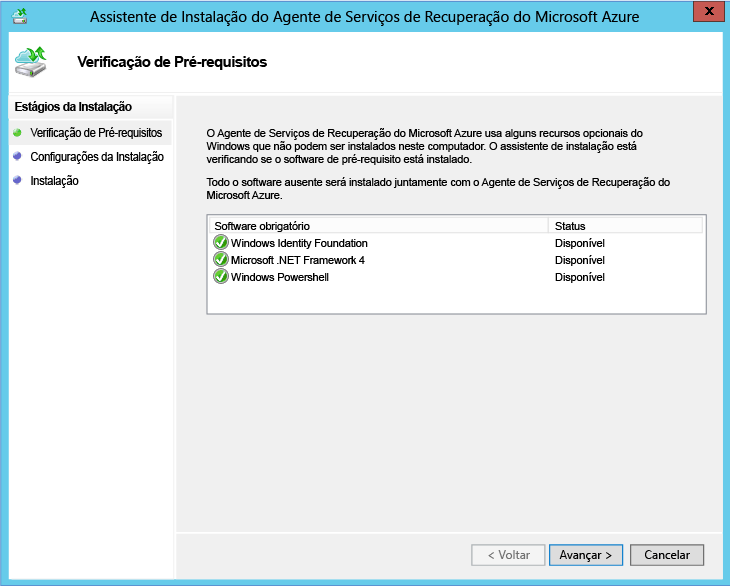 Assistente de Instalação do Agente de Serviços de Recuperação do Microsoft Azure
x
Verificação de Pré-requisitos
Estágios da Instalação
Verificação de Pré-requisitos
Configurações da Instalação
Instalação
O Agente de Serviços de Recuperação do Microsoft Azure usa alguns recursos opcionais do
Windows que não podem ser instalados neste computador. O assistente de instalação está
verificando se o software de pré-requisito está instalado.
Todo o software ausente será instalado juntamente com o Agente de Serviços de Recuperação do
Microsoft Azure.
Software obrigatório Status
Windows Identity Foundation Disponível
Microsoft .NET Framework 4 Disponível
Windows Powershell Disponível
< Voltar Avançar > Cancelar